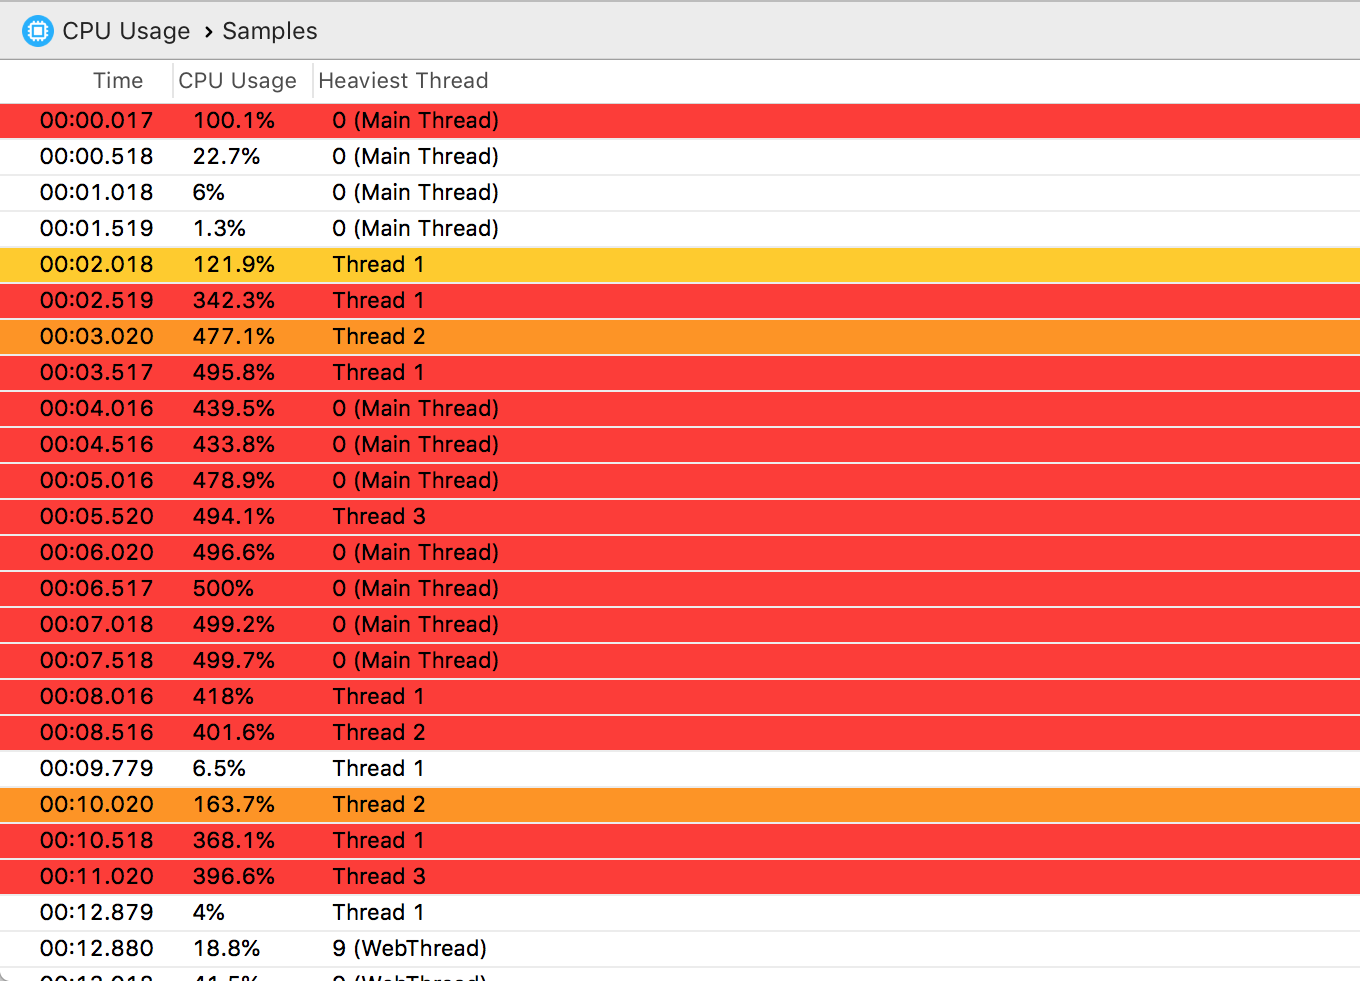 CPU Usage › Samples
Time CPU Usage Heaviest Thread
00:00.017 100.1% 0 (Main Thread)
00:00.518 22.7% 0 (Main Thread)
00:01.018 6% 0 (Main Thread)
00:01.519 1.3% 0 (Main Thread)
00:02.018 121.9% Thread 1
00:02.519 342.3% Thread 1
00:03.020 477.1% Thread 2
00:03.517 495.8% Thread 1
00:04.016 439.5% 0 (Main Thread)
00:04.516 433.8% 0 (Main Thread)
00:05.016 478.9% 0 (Main Thread)
00:05.520 494.1% Thread 3
00:06.020 496.6% 0 (Main Thread)
00:06.517 500% 0 (Main Thread)
00:07.018 499.2% 0 (Main Thread)
00:07.518 499.7% 0 (Main Thread)
00:08.016 418% Thread 1
00:08.516 401.6% Thread 2
00:09.779 6.5% Thread 1
00:10.020 163.7% Thread 2
00:10.518 368.1% Thread 1
00:11.020 396.6% Thread 3
00:12.879 4% Thread 1
00:12.880 18.8% 9 (WebThread)
(WebThread)